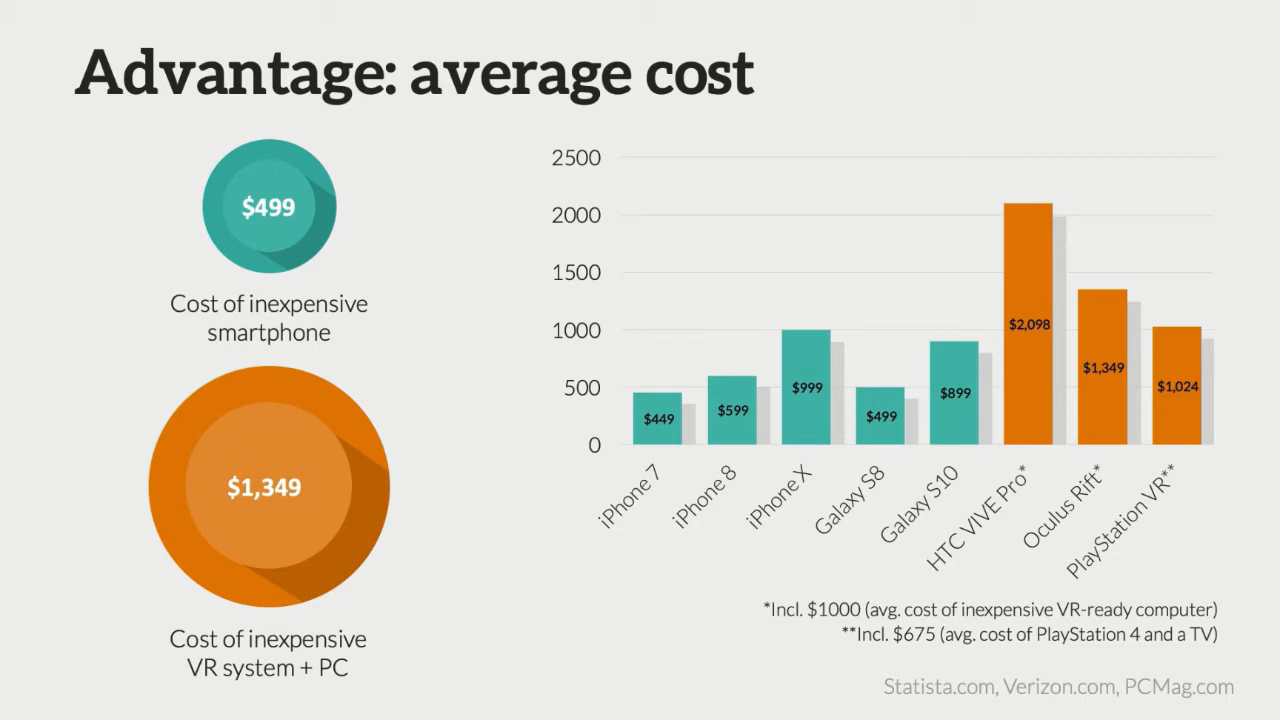 Advantage: average cost
$499
Cost of inexpensive
smartphone
$1,349
Cost of inexpensive
VR system + PC
2500
2000
1500
1000
500
0
$449
$599
$999
$499
$899
$2,098
$1,349
$1,024
iPhone 7
iPhone 8
iPhone X
Galaxy S8
Galaxy S10
HTC VIVE Pro*
Oculus Rift*
PlayStation VR**
*Incl. $1000 (avg. cost of inexpensive VR-ready computer)
**Incl. $675 (avg. cost of PlayStation 4 and a TV)
Statista.com, Verizon.com, PCMag.com